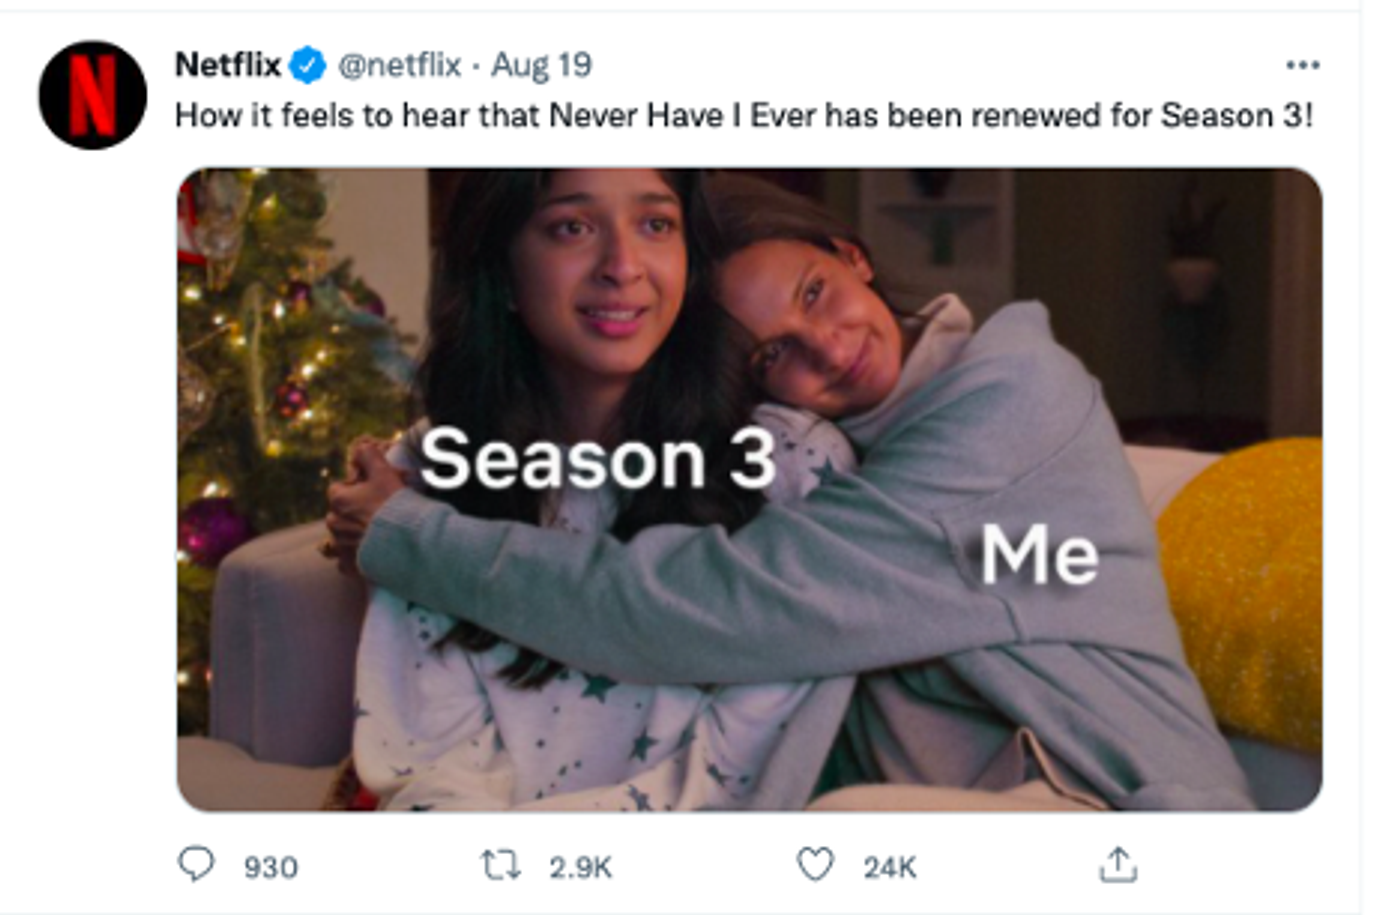 Netflix @netflix · Aug 19
How it feels to hear that Never Have I Ever has been renewed for Season 3!
Season 3
Me
930 2.9K 24K